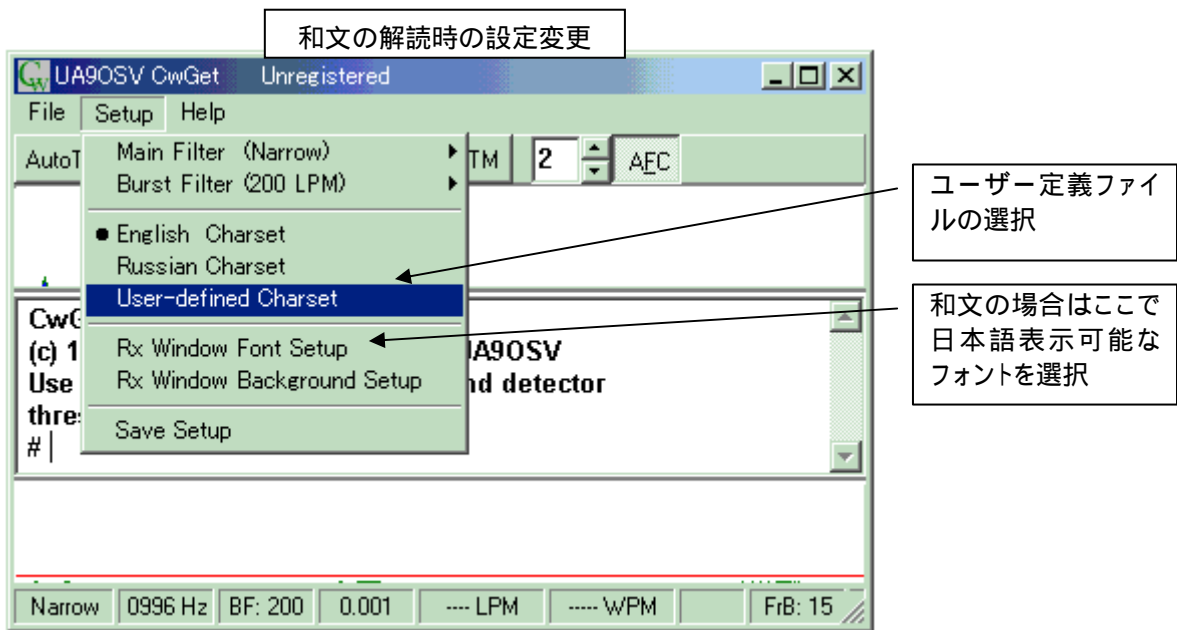 和文の解読時の設定変更
UA9OSV CwGet Unregistered
File Setup Help
AutoT TM 2 AFC
Main Filter (Narrow)
Burst Filter (200 LPM)
English Charset
Russian Charset
User-defined Charset
Rx Window Font Setup
Rx Window Background Setup
Save Setup
ユーザー定義ファイ
ルの選択
和文の場合はここで
日本語表示可能な
フォントを選択
CwG
(c) 1 UA9OSV
Use nd detector
thre
#
Narrow 0996 Hz BF: 200 0.001 ---- LPM ----- WPM FrB: 15